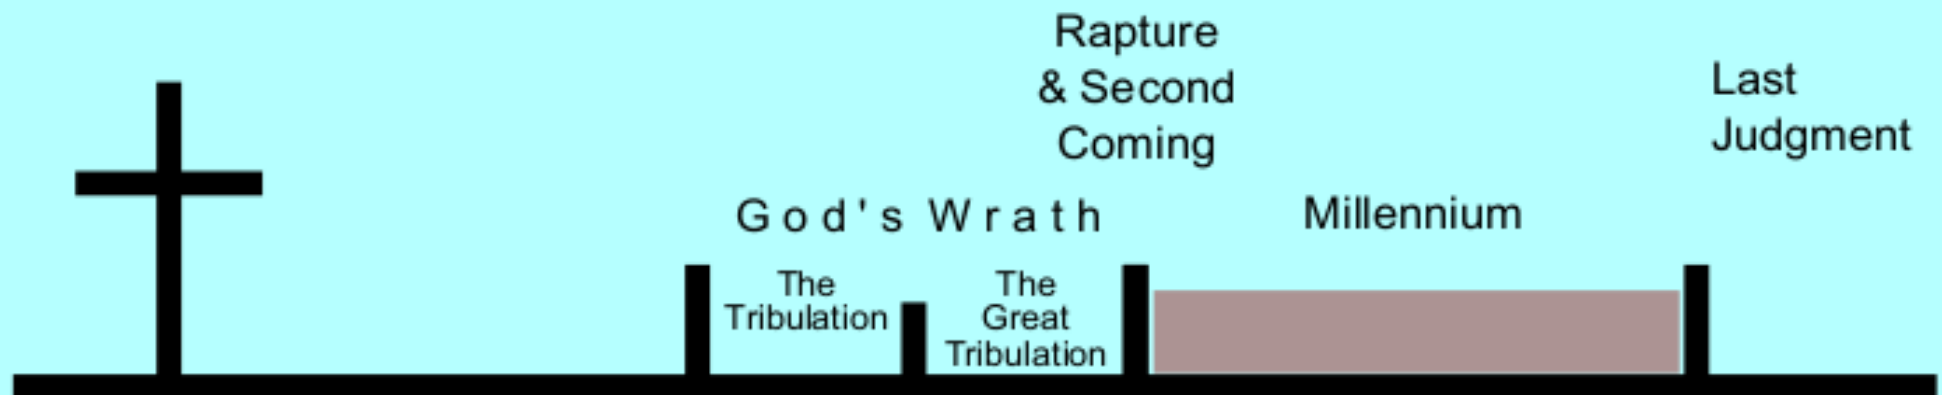 Rapture
& Second
Coming
Last
Judgment
God's Wrath
Millennium
The
Tribulation
The
Great
Tribulation